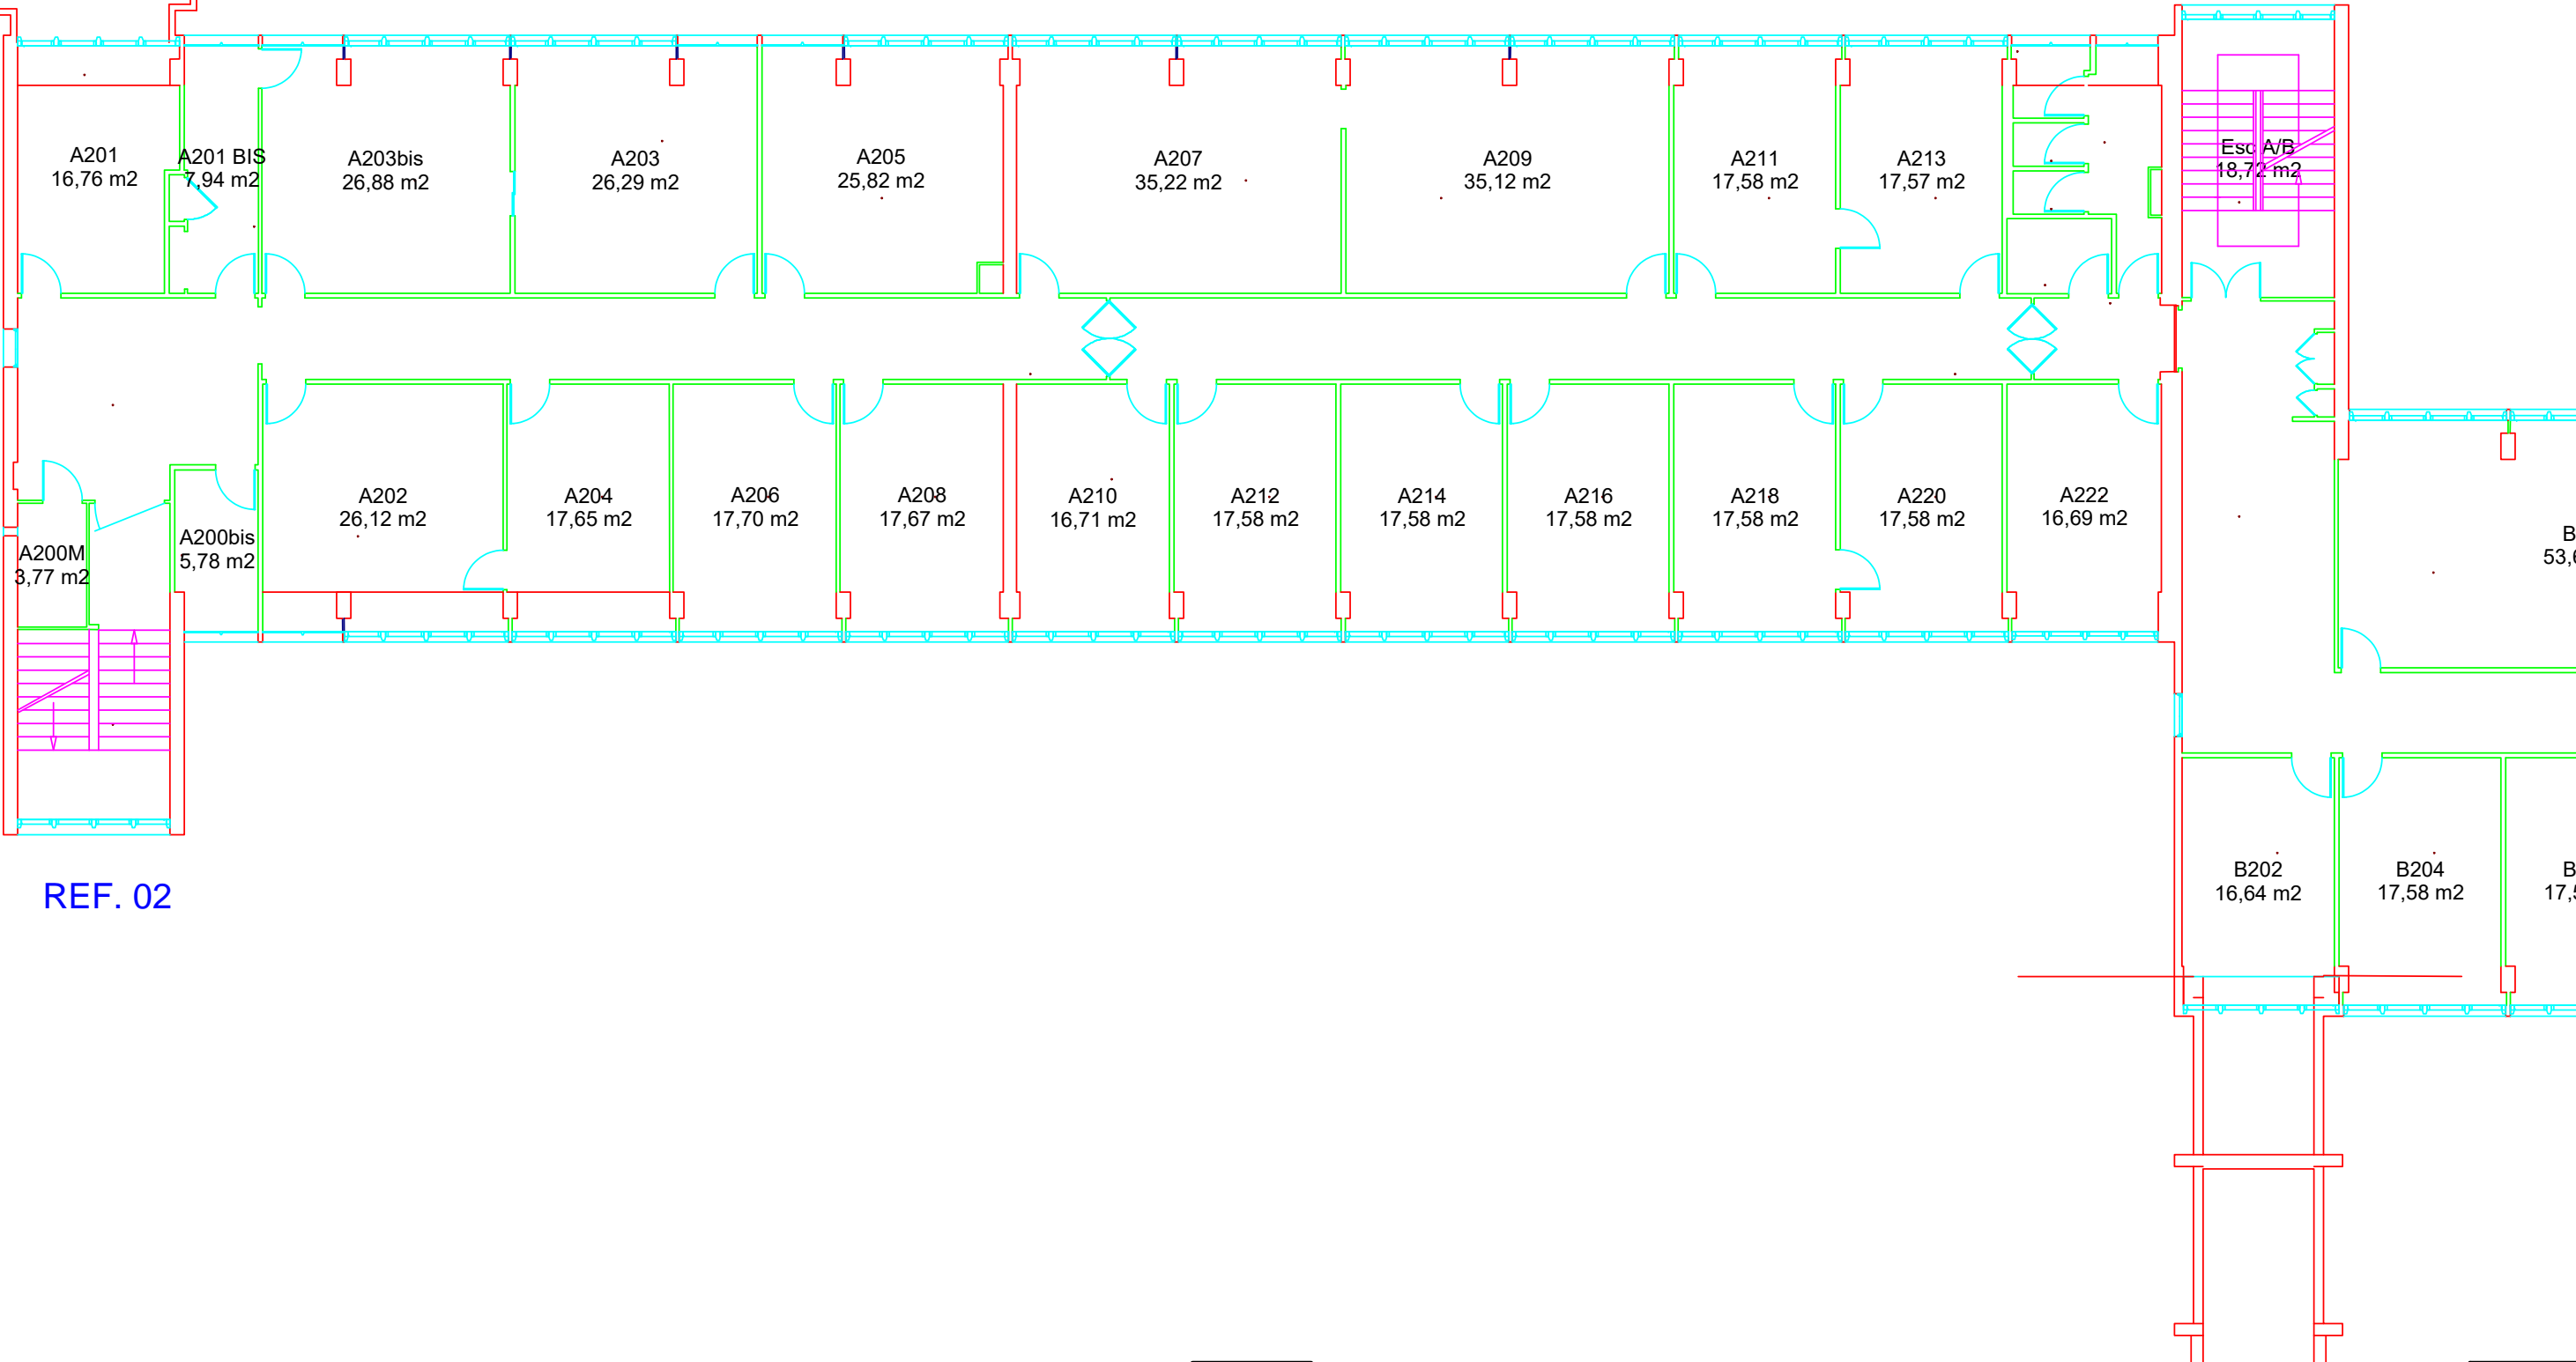 A201
16,76 m2
A201 BIS
7,94 m2
A203bis
26,88 m2
A203
26,29 m2
A205
25,82 m2
A207
35,22 m2
A209
35,12 m2
A211
17,58 m2
A213
17,57 m2
Esc A/B
18,72 m2
A200M
3,77 m2
A200bis
5,78 m2
A202
26,12 m2
A204
17,65 m2
A206
17,70 m2
A208
17,67 m2
A210
16,71 m2
A212
17,58 m2
A214
17,58 m2
A216
17,58 m2
A218
17,58 m2
A220
17,58 m2
A222
16,69 m2
B202
16,64 m2
B204
17,58 m2
REF. 02